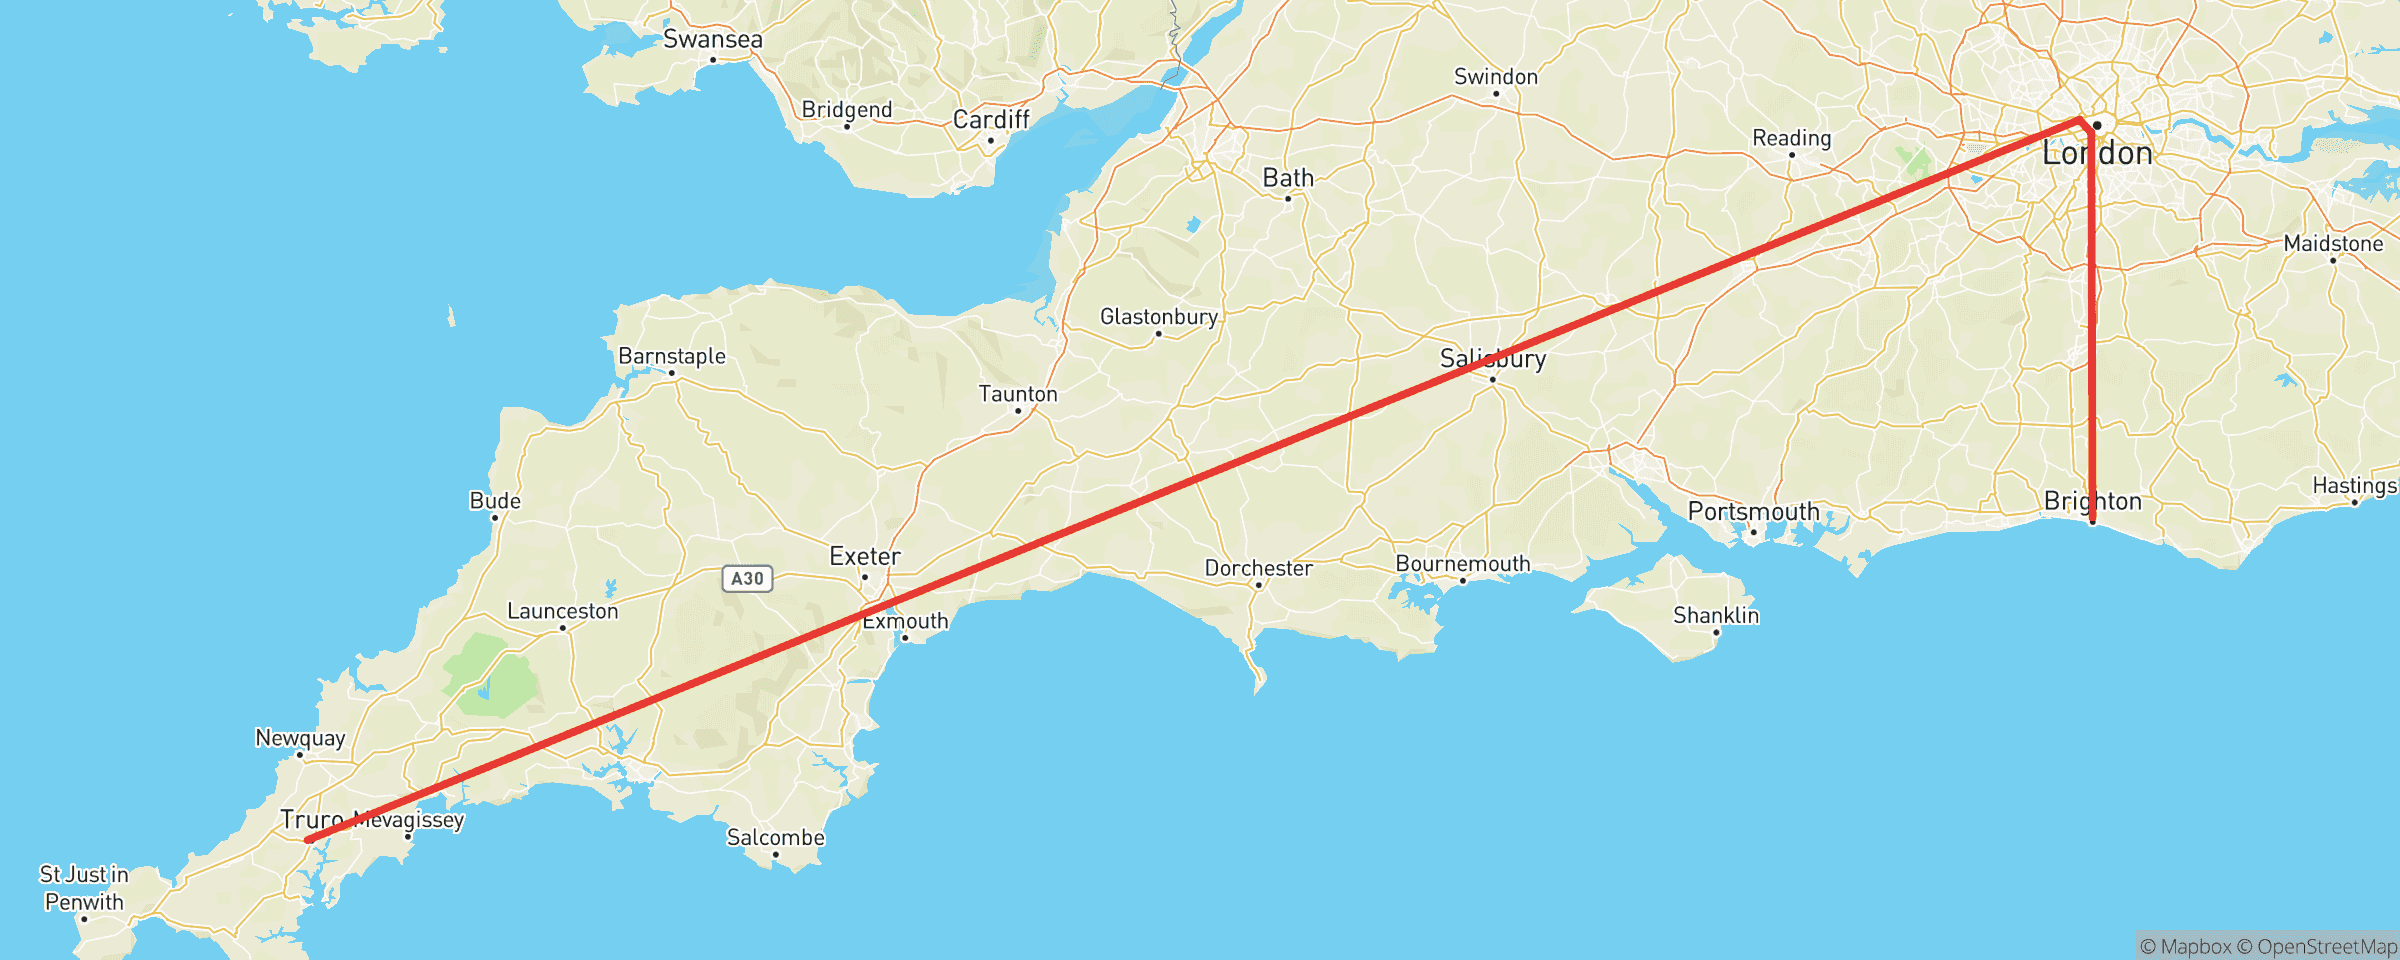 Swansea
Swindon
Bridgend
Cardiff
Reading
London
Bath
Maidstone
Glastonbury
Barnstaple
Salisbury
Taunton
Hastings
Bude
Brighton
Portsmouth
Exeter
Bournemouth
Dorchester
A30
Launceston
Shanklin
Exmouth
Newquay
Truro
Mevagissey
Salcombe
St Just in
Penwith
© Mapbox © OpenStreetMap